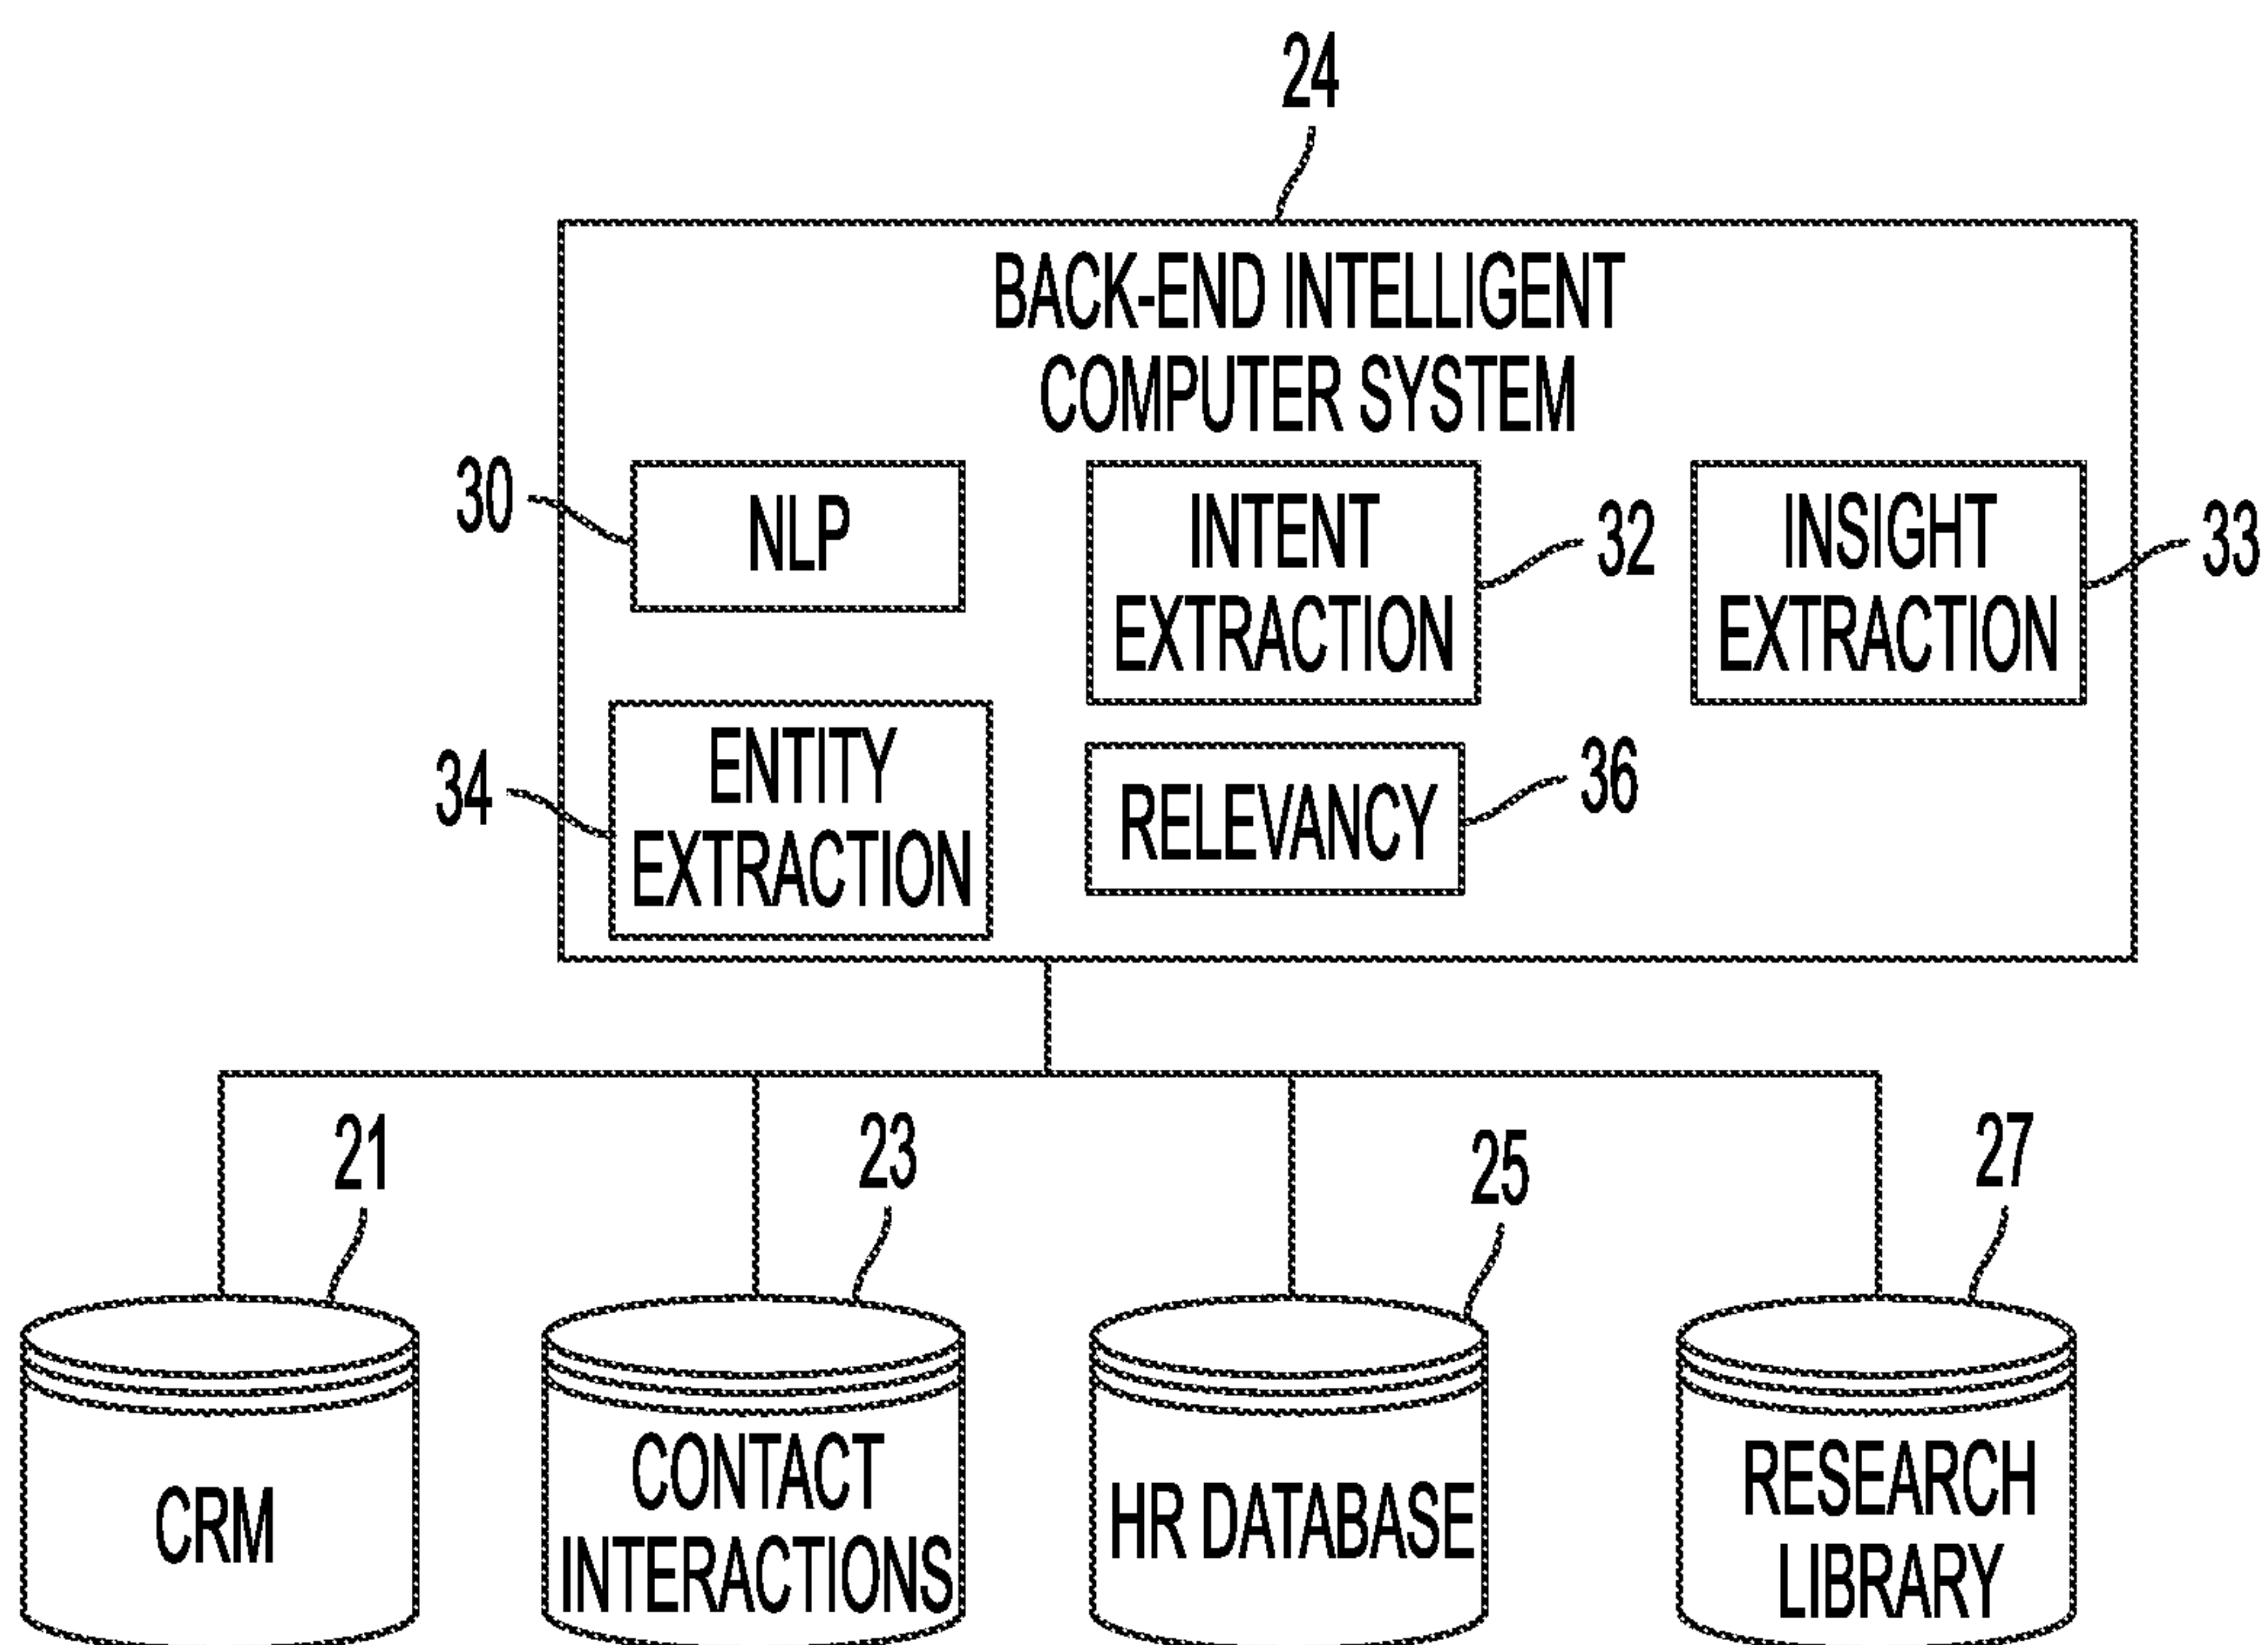 24
BACK-END INTELLIGENT
COMPUTER SYSTEM
30
NLP
INTENT
EXTRACTION
32
INSIGHT
EXTRACTION
33
34
ENTITY
EXTRACTION
RELEVANCY
36
21
23
25
27
CRM
CONTACT
INTERACTIONS
HR DATABASE
RESEARCH
LIBRARY